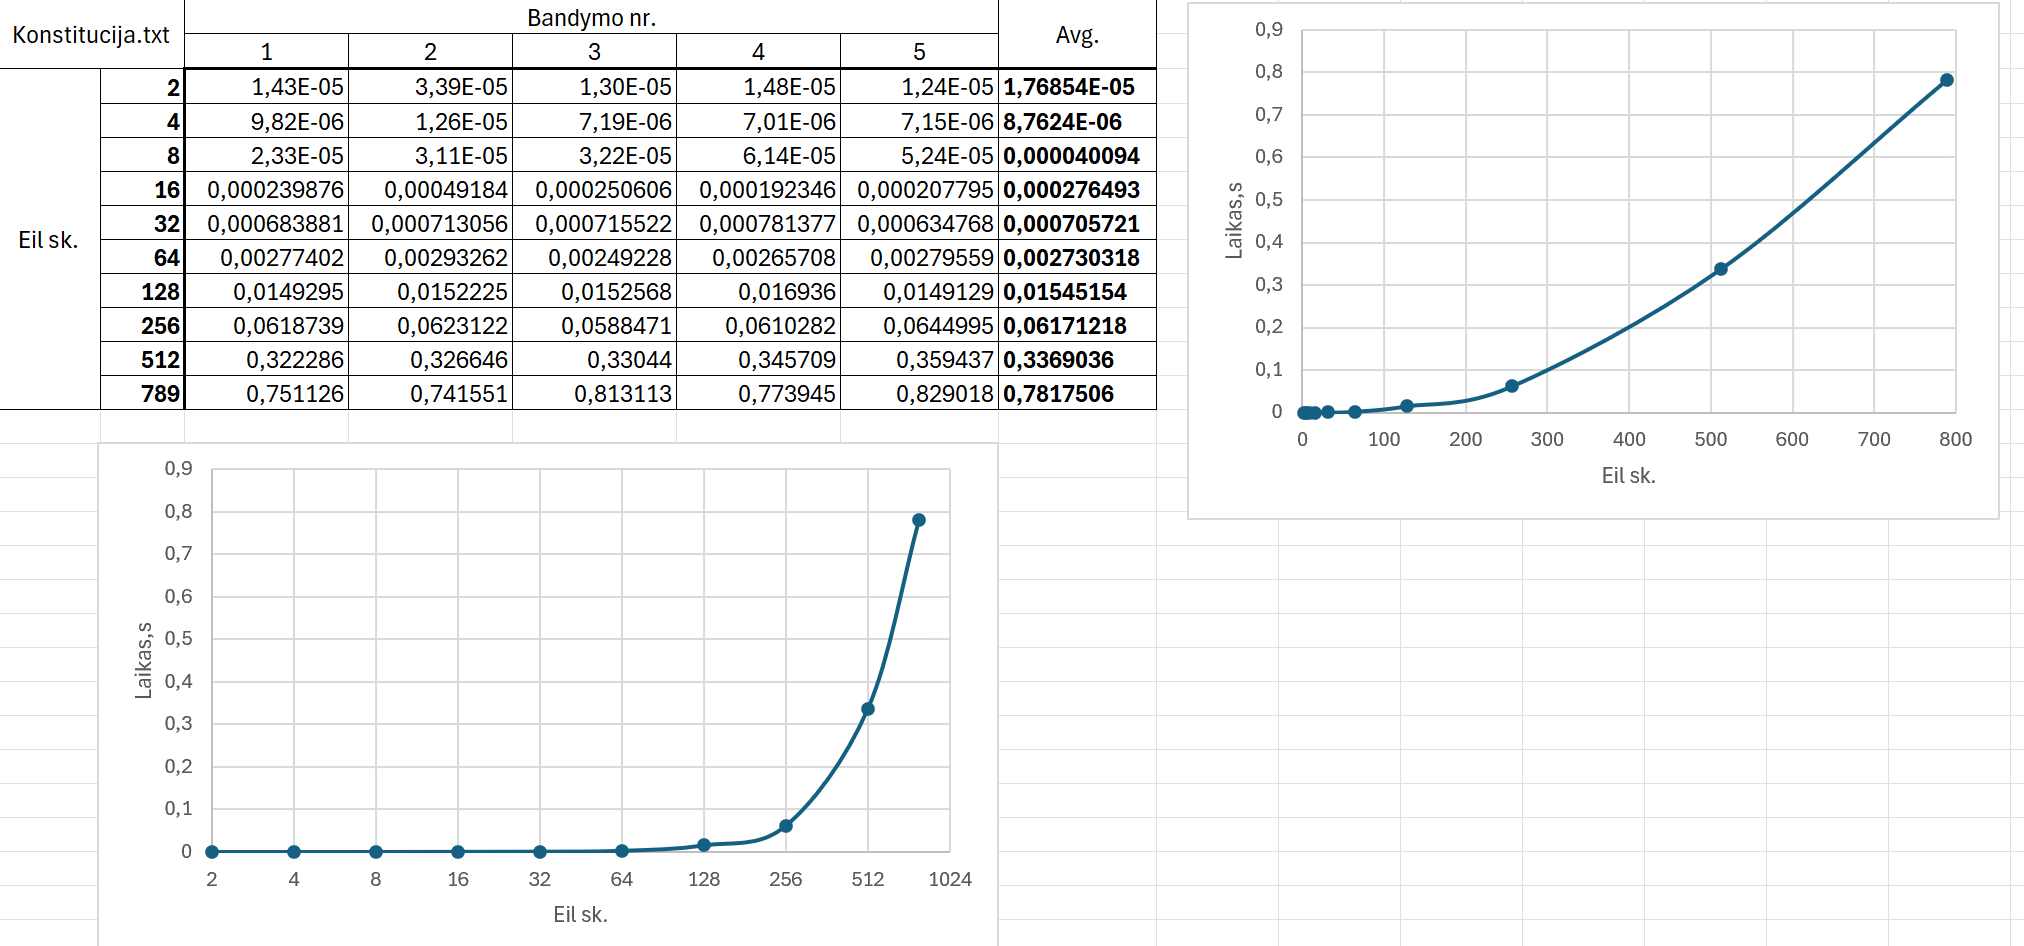 Konstitucija.txt Bandymo nr. Avg.
1 2 3 4 5
Eil sk.
2 1,43E-05 3,39E-05 1,30E-05 1,48E-05 1,24E-05 1,76854E-05
4 9,82E-06 1,26E-05 7,19E-06 7,01E-06 7,15E-06 8,7624E-06
8 2,33E-05 3,11E-05 3,22E-05 6,14E-05 5,24E-05 0,000040094
16 0,000239876 0,00049184 0,000250606 0,000192346 0,000207795 0,000276493
32 0,000683881 0,000713056 0,000715522 0,000781377 0,000634768 0,000705721
64 0,00277402 0,00293262 0,00249228 0,00265708 0,00279559 0,002730318
128 0,0149295 0,0152225 0,0152568 0,016936 0,0149129 0,01545154
256 0,0618739 0,0623122 0,0588471 0,0610282 0,0644995 0,06171218
512 0,322286 0,326646 0,33044 0,345709 0,359437 0,3369036
789 0,751126 0,741551 0,813113 0,773945 0,829018 0,7817506
0,9
0,8
0,7
0,6
0,5
0,4
0,3
0,2
0,1
0
Laikas,s
0 100 200 300 400 500 600 700 800
Eil sk.
0,9
0,8
0,7
0,6
0,5
0,4
0,3
0,2
0,1
0
Laikas,s
2 4 8 16 32 64 128 256 512 1024
Eil sk.